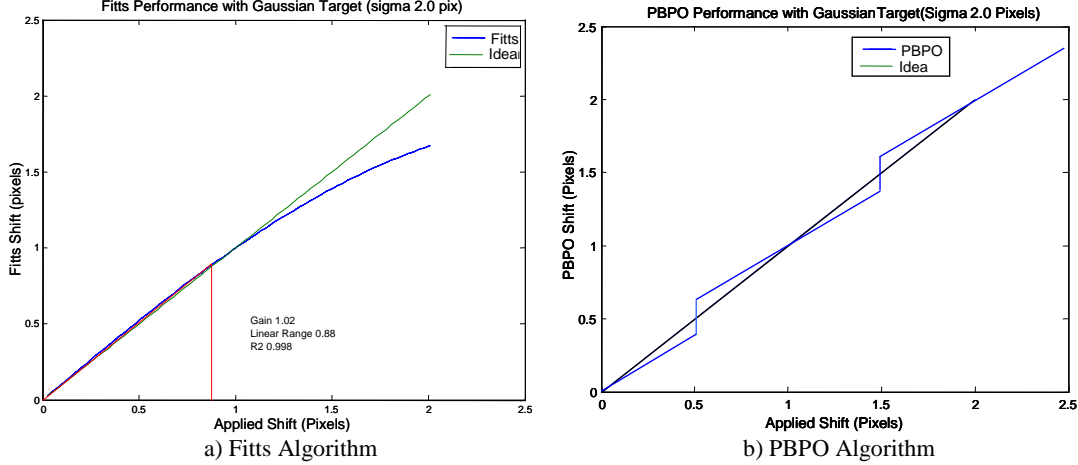 Fitts Performance with Gaussian Target (sigma 2.0 pix)
2.5
2
1.5
1
0.5
0
Fitts Shift (pixels)
Fitts
Idea
Gain 1.02
Linear Range 0.88
R2 0.998
0
0.5
1
1.5
2
2.5
Applied Shift (Pixels)
a) Fitts Algorithm
PBPO Performance with Gaussian Target(Sigma 2.0 Pixels)
2.5
2
1.5
1
0.5
0
PBPO Shift (Pixels)
PBPO
Idea
0
0.5
1
1.5
2
2.5
Applied Shift (Pixels)
b) PBPO Algorithm